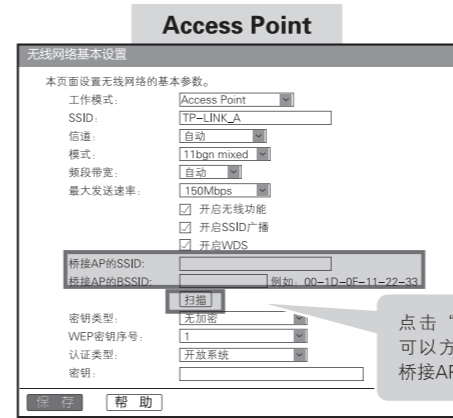 Access Point
无线网络基本设置
本页面设置无线网络的基本参数。
工作模式: Access Point
SSID: TP-LINK_A
信道: 自动
模式: 11bgn mixed
频段带宽: 自动
最大发送速率: 150Mbps
开启无线功能
开启SSID广播
开启WDS
桥接AP的SSID:
桥接AP的BSSID: 例如: 00-1D-0F-11-22-33
扫描
密钥类型: 无加密
WEP密钥序号: 1
认证类型: 开放系统
密钥:
点击“
可以方
桥接AP
保存 帮助